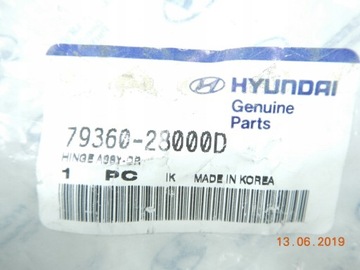 HYUNDAI
Genuine
Parts
79360-28000D
HINGE ASSY-DR
1 PC IK MADE IN KOREA
13.06.2019